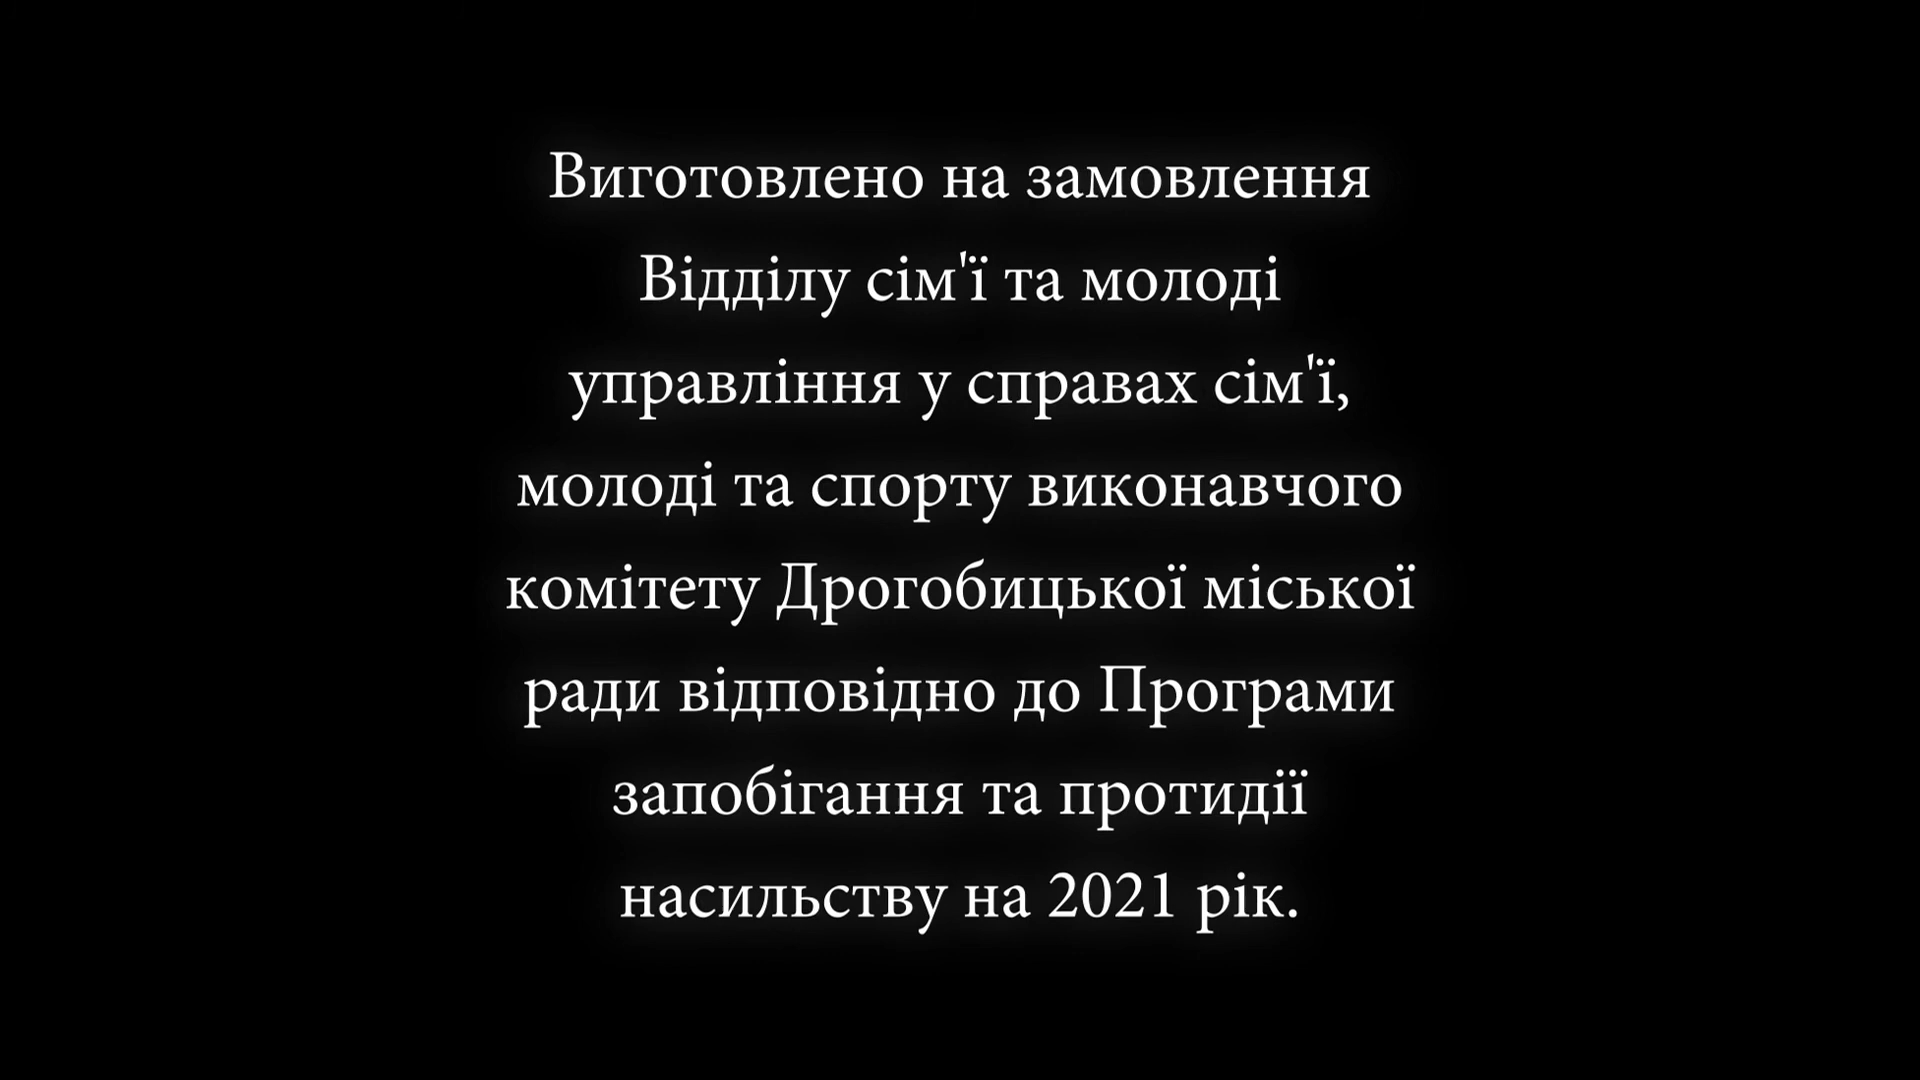 Виготовлено на замовлення
Відділу сім'ї та молоді
управління у справах сім'ї,
молоді та спорту виконавчого
комітету Дрогобицької міської
ради відповідно до Програми
запобігання та протидії
насильству на 2021 рік.